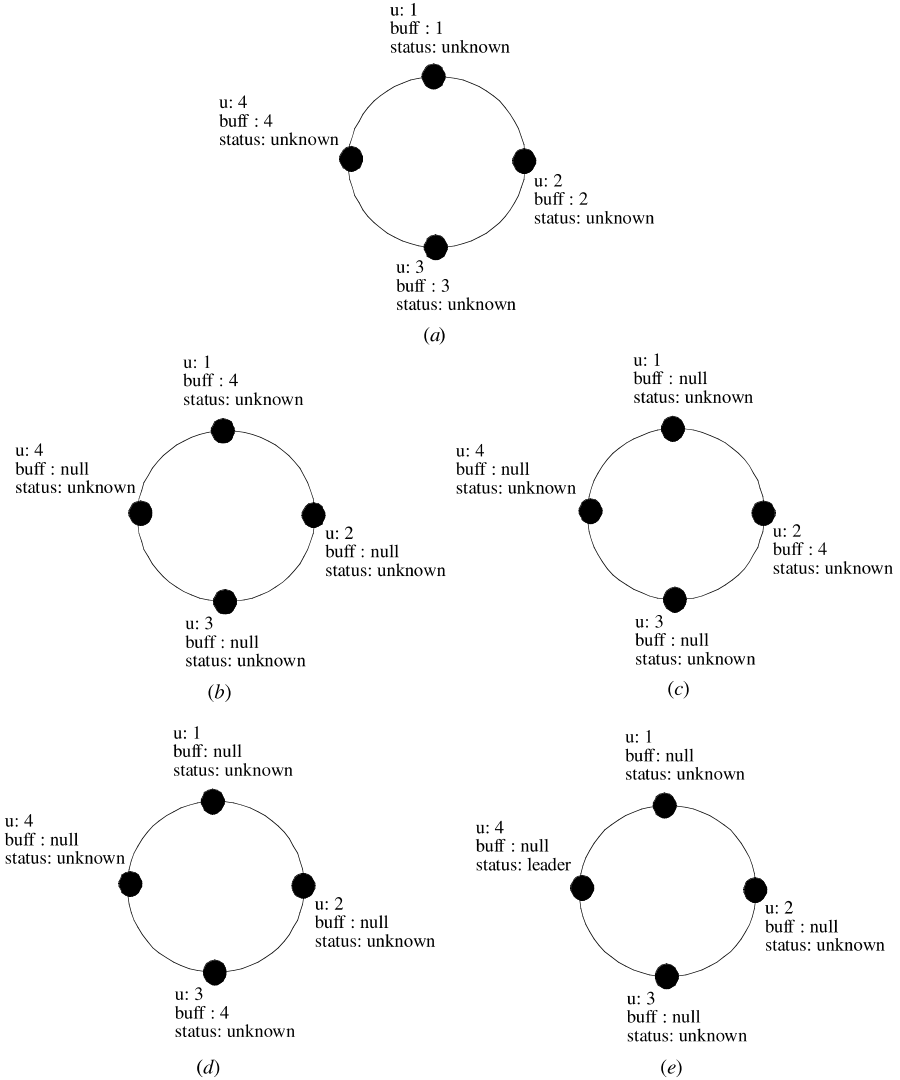 u: 1
buff : 1
status: unknown
u: 4
buff : 4
status: unknown
u: 2
buff : 2
status: unknown
u: 3
buff : 3
status: unknown
(a)
u: 1
buff : 4
status: unknown
u: 4
buff : null
status: unknown
u: 2
buff : null
status: unknown
u: 3
buff : null
status: unknown
(b)
u: 1
buff : null
status: unknown
u: 4
buff : null
status: unknown
u: 2
buff : 4
status: unknown
u: 3
buff : null
status: unknown
(c)
u: 1
buff: null
status: unknown
u: 4
buff : null
status: unknown
u: 2
buff : null
status: unknown
u: 3
buff : 4
status: unknown
(d)
u: 1
buff: null
status: unknown
u: 4
buff : null
status: leader
u: 2
buff : null
status: unknown
u: 3
buff : null
status: unknown
(e)